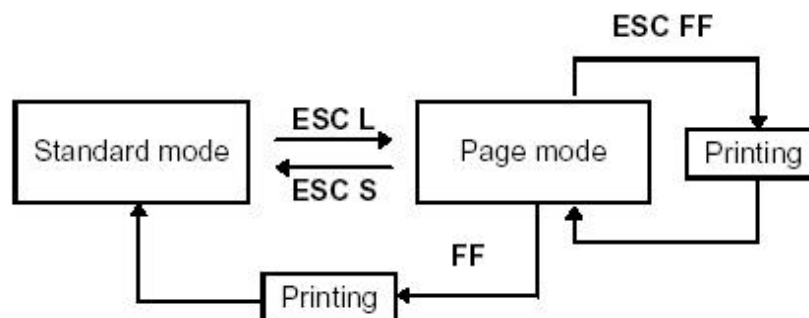 ESC FF
ESC L
Standard mode
Page mode
Printing
ESC S
FF
Printing